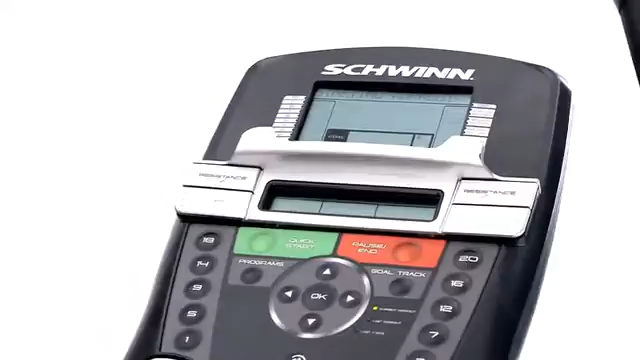 SCHWINN
RESISTANCE
RESISTANCE
QUICK START
PAUSE/ END
PROGRAMS
GOAL TRACK
OK
18
14
9
5
1
20
16
12
7